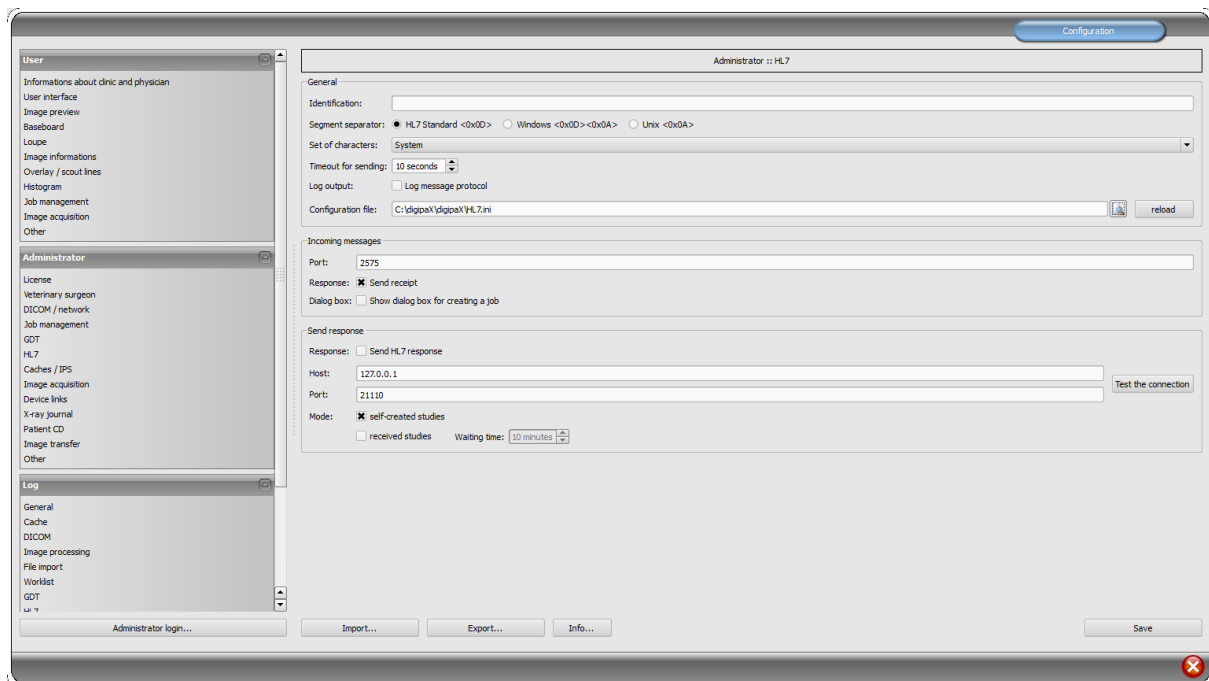 Configuration
User
Informations about clinic and physician
User interface
Image preview
Baseboard
Loupe
Image informations
Overlay / scout lines
Histogram
Job management
Image acquisition
Other
Administrator
License
Veterinary surgeon
DICOM / network
Job management
GDT
HL7
Caches / IPS
Image acquisition
Device links
X-ray journal
Patient CD
Image transfer
Other
Log
General
Cache
DICOM
Image processing
File import
Worklist
GDT
HL7
Administrator login...
Administrator :: HL7
General
Identification:
Segment separator: HL7 Standard <0x0D> Windows <0x0D><0x0A> Unix <0x0A>
Set of characters: System
Timeout for sending: 10 seconds
Log output: Log message protocol
Configuration file: C:\digipaX\digipaX\HL7.ini reload
Incoming messages
Port: 2575
Response: Send receipt
Dialog box: Show dialog box for creating a job
Send response
Response: Send HL7 response
Host: 127.0.0.1
Test the connection
Port: 21110
Mode: self-created studies
received studies Waiting time: 10 minutes
Import... Export... Info... Save